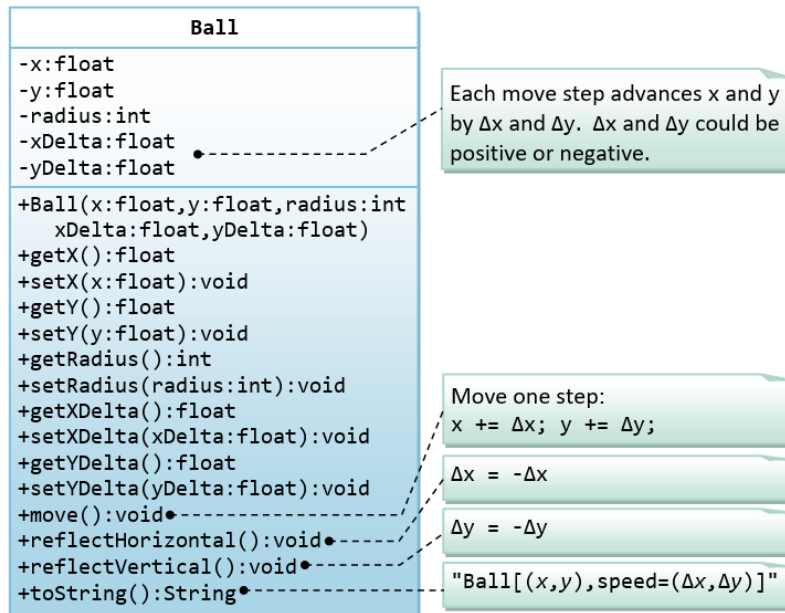 Ball
-x:float
-y:float
-radius:int
-xDelta:float
-yDelta:float
Each move step advances x and y
by Δx and Δy. Δx and Δy could be
positive or negative.
+Ball(x:float,y:float,radius:int
xDelta:float,yDelta:float)
+getX():float
+setX(x:float):void
+getY():float
+setY(y:float):void
+getRadius():int
+setRadius(radius:int):void
+getXDelta():float
+setXDelta(xDelta:float):void
+getYDelta():float
+setYDelta(yDelta:float):void
+move():void
+reflectHorizontal():void
+reflectVertical():void
+toString():String
Move one step:
x += Δx; y += Δy;
Δx = -Δx
Δy = -Δy
"Ball[(x,y),speed=(Δx,Δy)]"